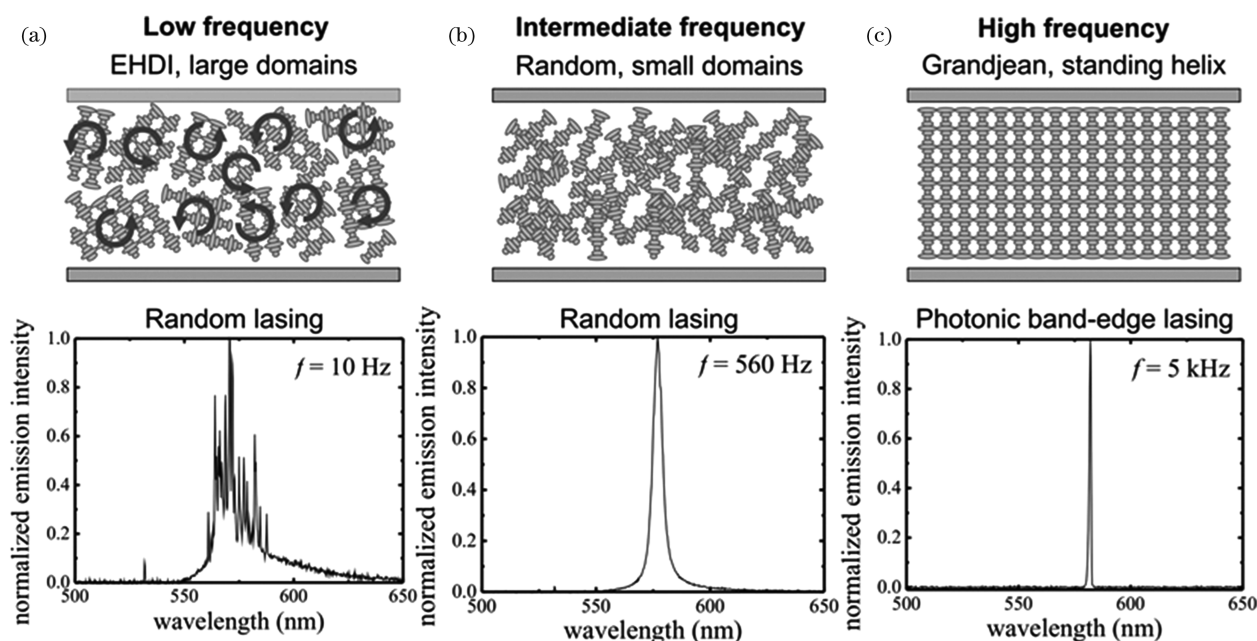 (a)
Low frequency
EHDI, large domains
Random lasing
normalized emission intensity
1.0
0.8
0.6
0.4
0.2
0.0
f = 10 Hz
500
550
600
650
wavelength (nm)
(b)
Intermediate frequency
Random, small domains
Random lasing
normalized emission intensity
1.0
0.8
0.6
0.4
0.2
0.0
f = 560 Hz
500
550
600
650
wavelength (nm)
(c)
High frequency
Grandjean, standing helix
Photonic band-edge lasing
normalized emission intensity
1.0
0.8
0.6
0.4
0.2
0.0
f = 5 kHz
500
550
600
650
wavelength (nm)